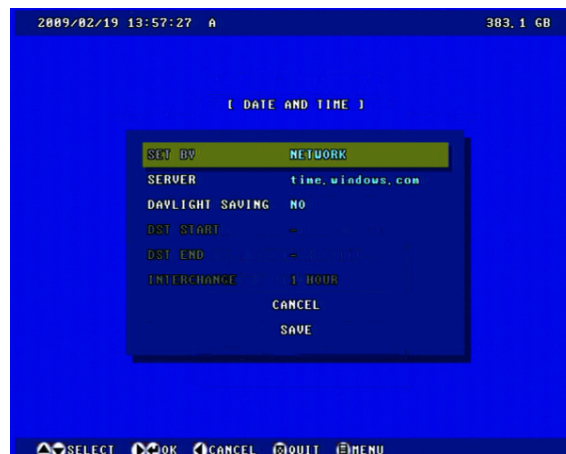 2009/02/19 13:57:27 A 383.1 GB
[ DATE AND TIME ]
SET BY NETWORK
SERVER time.windows.com
DAYLIGHT SAVING NO
DST START -
DST END -
INTERCHANGE 1 HOUR
CANCEL
SAVE
SELECT OK CANCEL QUIT MENU